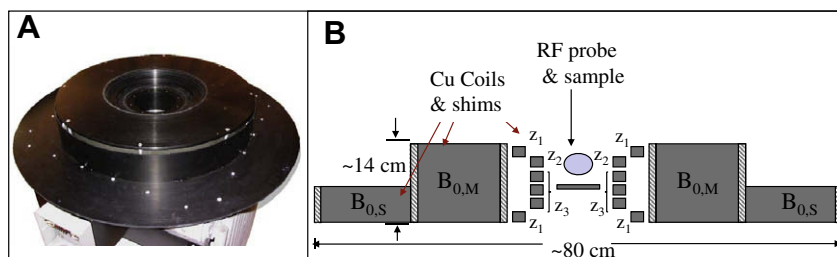 A
B
RF probe
& sample
Cu Coils
& shims
z1
z2
z2
z1
~14 cm
B0,M
B0,M
B0,S
z3
z3
B0,S
z1
z1
~80 cm